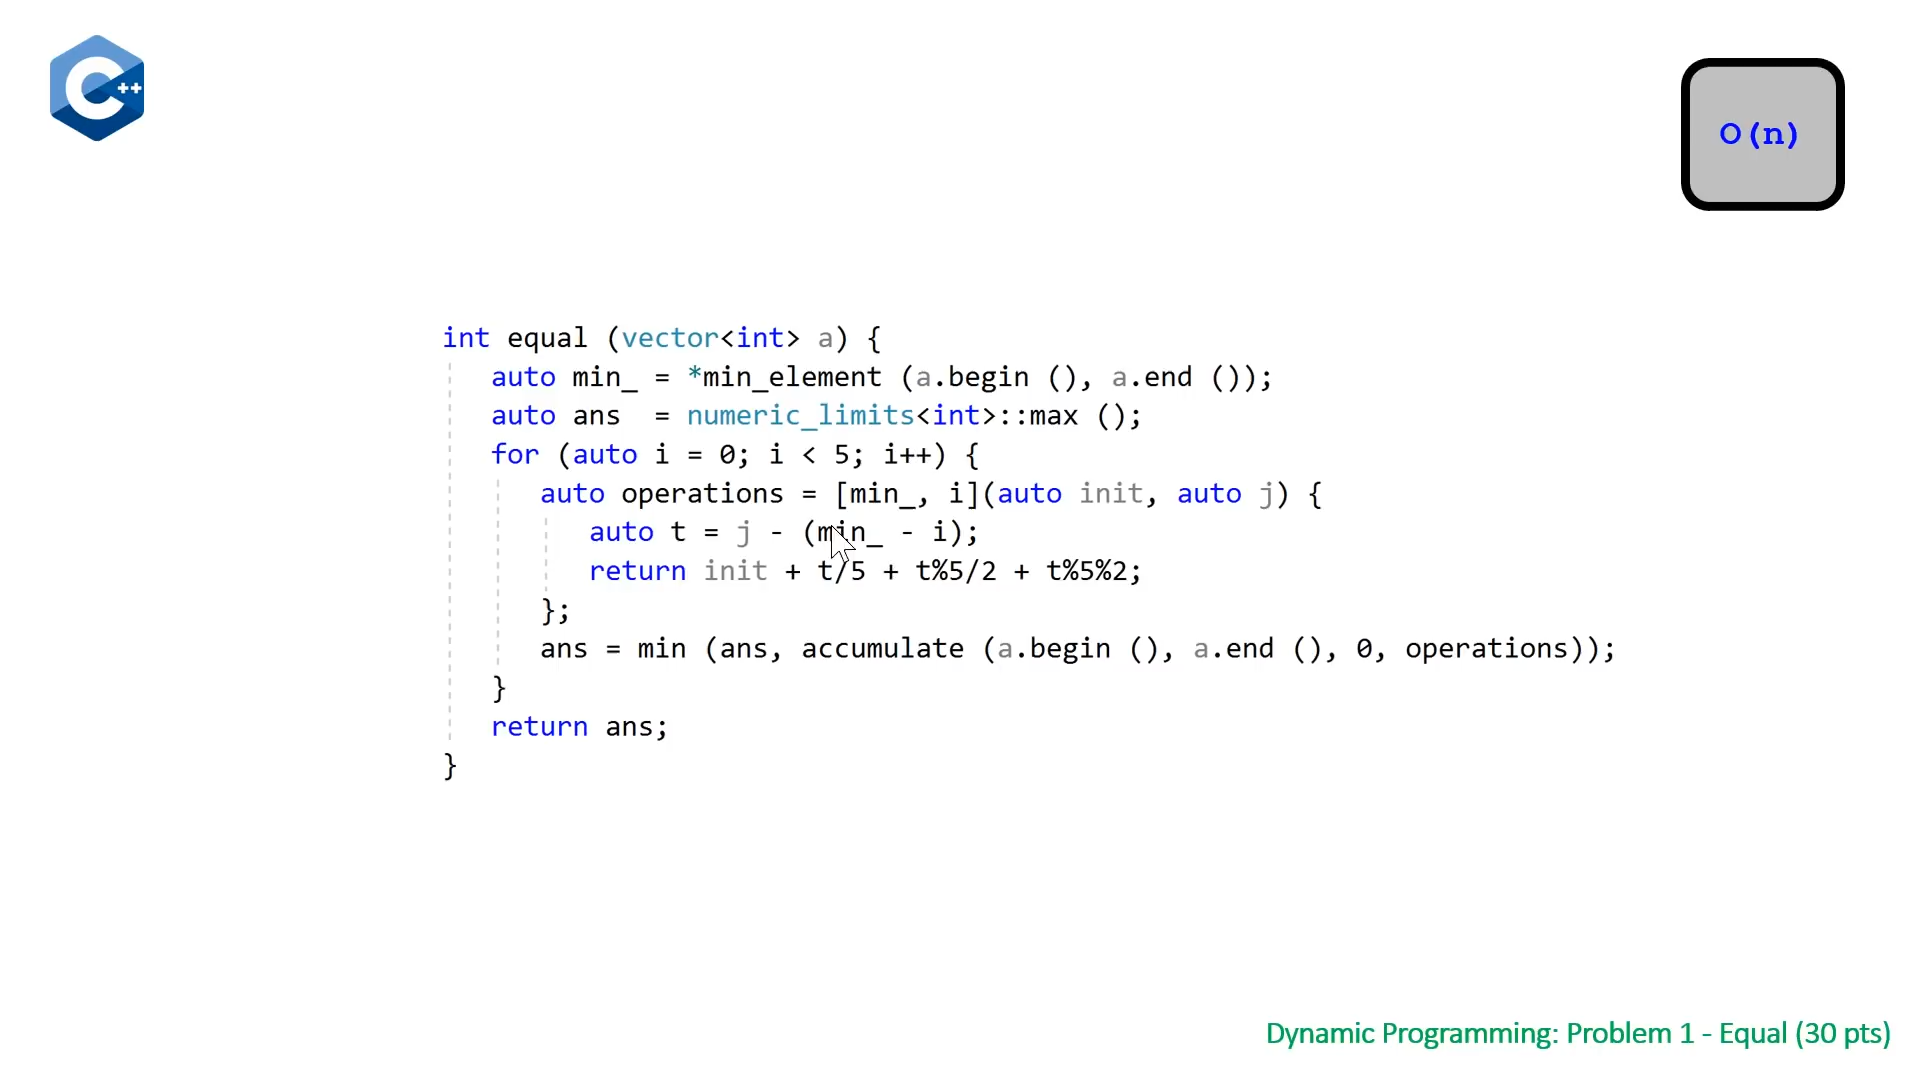 C++
O(n)
int equal (vector<int> a) {
auto min_ = *min_element (a.begin (), a.end ());
auto ans  = numeric_limits<int>::max ();
for (auto i = 0; i < 5; i++) {
auto operations = [min_, i](auto init, auto j) {
auto t = j - (min_ - i);
return init + t/5 + t%5/2 + t%5%2;
};
ans = min (ans, accumulate (a.begin (), a.end (), 0, operations));
}
return ans;
}
Dynamic Programming: Problem 1 - Equal (30 pts)